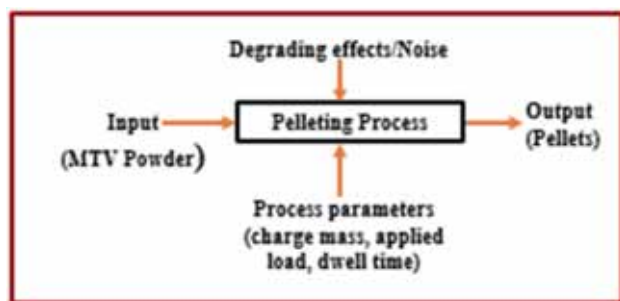 Degrading effects/Noise
Input
(MTV Powder)
Pelleting Process
Output
(Pellets)
Process parameters
(charge mass, applied
load, dwell time)